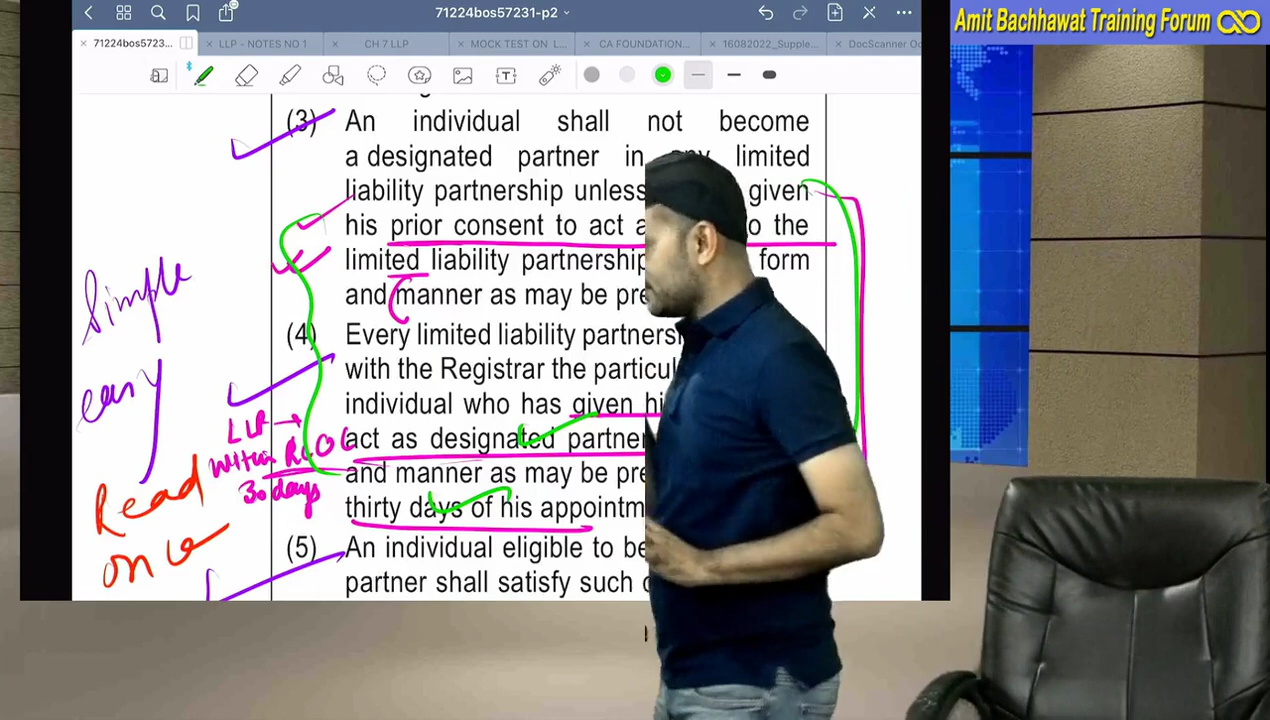 71224bos57231-p2
Amit Bachhawat Training Forum
71224bos5723...
LLP - NOTES NO 1
CH 7 LLP
MOCK TEST ON L...
CA FOUNDATION...
16082022_Supple...
DocScanner Oc
(3) An individual shall not become
a designated partner in any limited
liability partnership unless given
his prior consent to act a o the
limited liability partnership form
and manner as may be pre
(4) Every limited liability partners
with the Registrar the particul
individual who has given hi
act as designated partner
and manner as may be pre
thirty days of his appointm
(5) An individual eligible to be
partner shall satisfy such
Simple
easy
LLP → ROC
within
30 days
Read
once